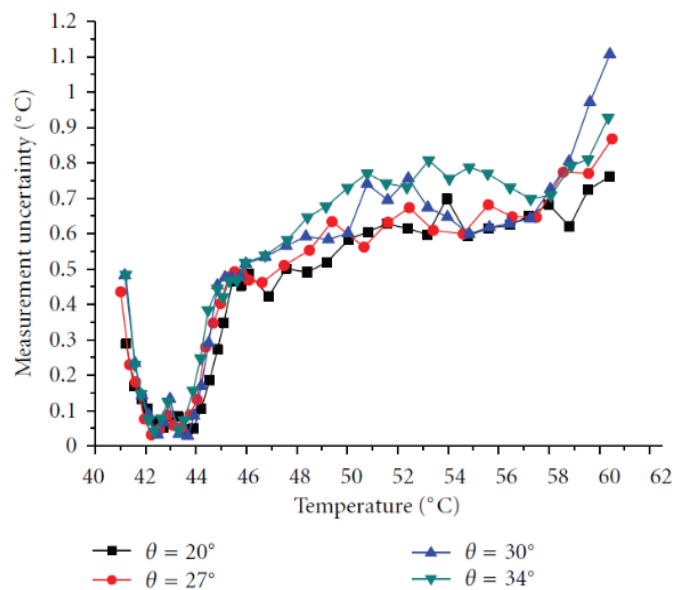 1.2
1.1
1
0.9
0.8
0.7
0.6
0.5
0.4
0.3
0.2
0.1
0
Measurement uncertainty (°C)
40 42 44 46 48 50 52 54 56 58 60 62
Temperature (°C)
θ = 20° θ = 30°
θ = 27° θ = 34°